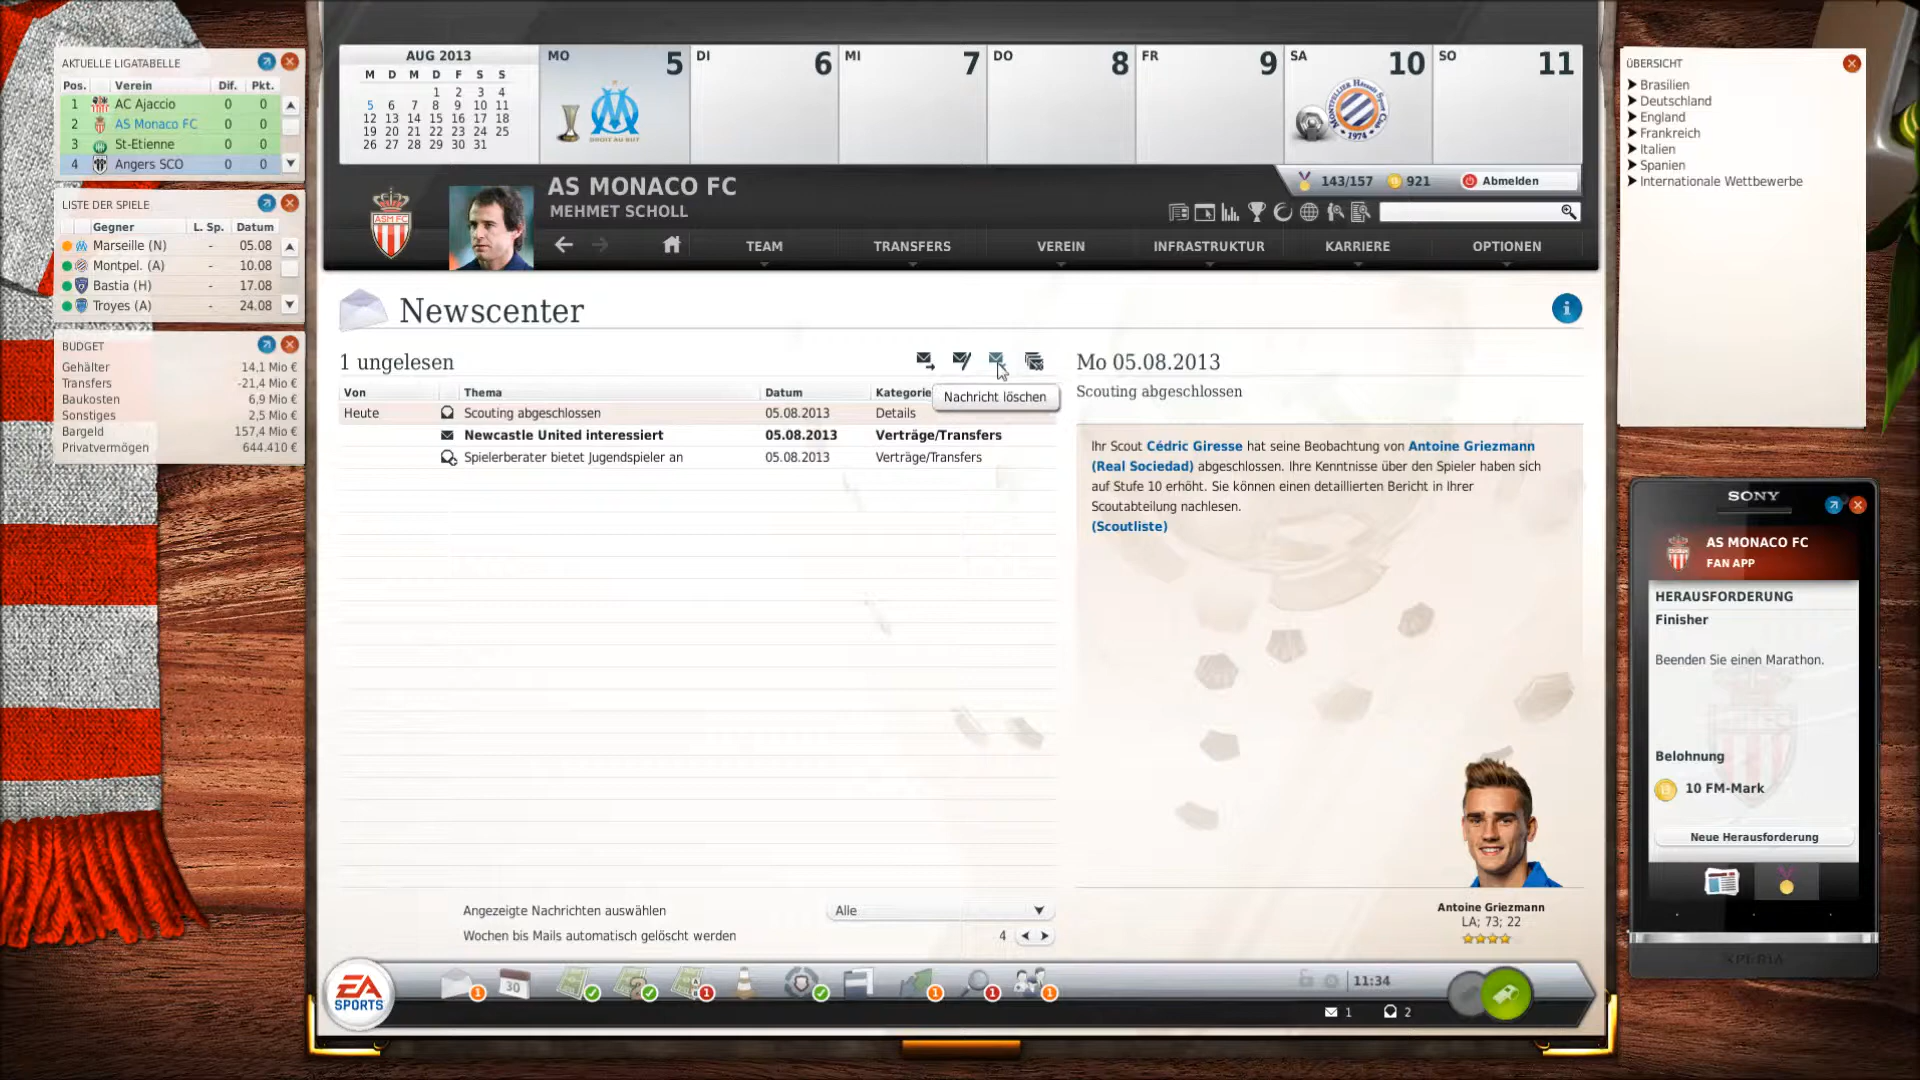 AKTUELLE LIGATABELLE
Pos. Verein Dif. Pkt.
1 AC Ajaccio 0 0
2 AS Monaco FC 0 0
3 St-Etienne 0 0
4 Angers SCO 0 0
LISTE DER SPIELE
Gegner L. Sp. Datum
Marseille (N) - 05.08
Montpel. (A) - 10.08
Bastia (H) - 17.08
Troyes (A) - 24.08
BUDGET
Gehälter 14,1 Mio €
Transfers -21,4 Mio €
Baukosten 6,9 Mio €
Sonstiges 2,5 Mio €
Bargeld 157,4 Mio €
Privatvermögen 644.410 €
AUG 2013
M D M D F S S
1 2 3 4
5 6 7 8 9 10 11
12 13 14 15 16 17 18
19 20 21 22 23 24 25
26 27 28 29 30 31
MO 5
DROIT AU BUT
DI 6
MI 7
DO 8
FR 9
SA 10
1974
SO 11
143/157 921 Abmelden
ASM FC
AS MONACO FC
MEHMET SCHOLL
TEAM TRANSFERS VEREIN INFRASTRUKTUR KARRIERE OPTIONEN
Newscenter
1 ungelesen
Von Thema Datum Kategorie
Nachricht löschen
Heute Scouting abgeschlossen 05.08.2013 Details
Newcastle United interessiert 05.08.2013 Verträge/Transfers
Spielerberater bietet Jugendspieler an 05.08.2013 Verträge/Transfers
Angezeigte Nachrichten auswählen Alle
Wochen bis Mails automatisch gelöscht werden 4
Mo 05.08.2013
Scouting abgeschlossen
Ihr Scout Cédric Giresse hat seine Beobachtung von Antoine Griezmann
(Real Sociedad) abgeschlossen. Ihre Kenntnisse über den Spieler haben sich
auf Stufe 10 erhöht. Sie können einen detaillierten Bericht in Ihrer
Scoutabteilung nachlesen.
(Scoutliste)
Antoine Griezmann
LA; 73; 22
EA
SPORTS
1 30 1 1 1 1
11:34
1 2
ÜBERSICHT
Brasilien
Deutschland
England
Frankreich
Italien
Spanien
Internationale Wettbewerbe
SONY
AS MONACO FC
FAN APP
HERAUSFORDERUNG
Finisher
Beenden Sie einen Marathon.
Belohnung
10 FM-Mark
Neue Herausforderung
XPERIA